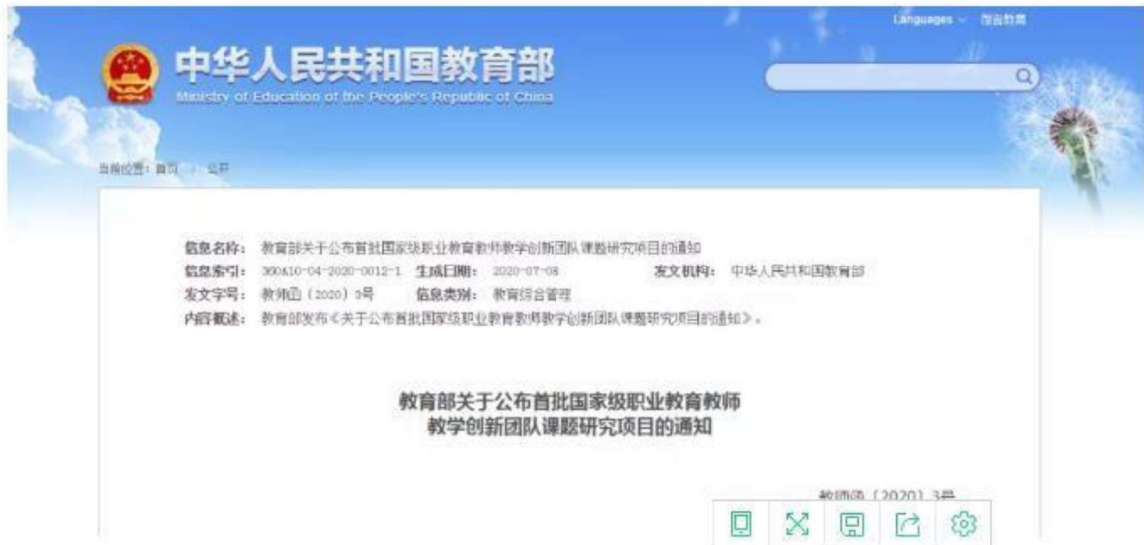 Languages 微言教育
中华人民共和国教育部
Ministry of Education of the People's Republic of China
当前位置：首页 > 公开
信息名称： 教育部关于公布首批国家级职业教育教师教学创新团队课题研究项目的通知
信息索引： 360A10-04-2020-0012-1 生成日期： 2020-07-08 发文机构： 中华人民共和国教育部
发文字号： 教师函〔2020〕3号 信息类别： 教育综合管理
内容概述： 教育部发布《关于公布首批国家级职业教育教师教学创新团队课题研究项目的通知》。
教育部关于公布首批国家级职业教育教师
教学创新团队课题研究项目的通知
教师函〔2020〕3号